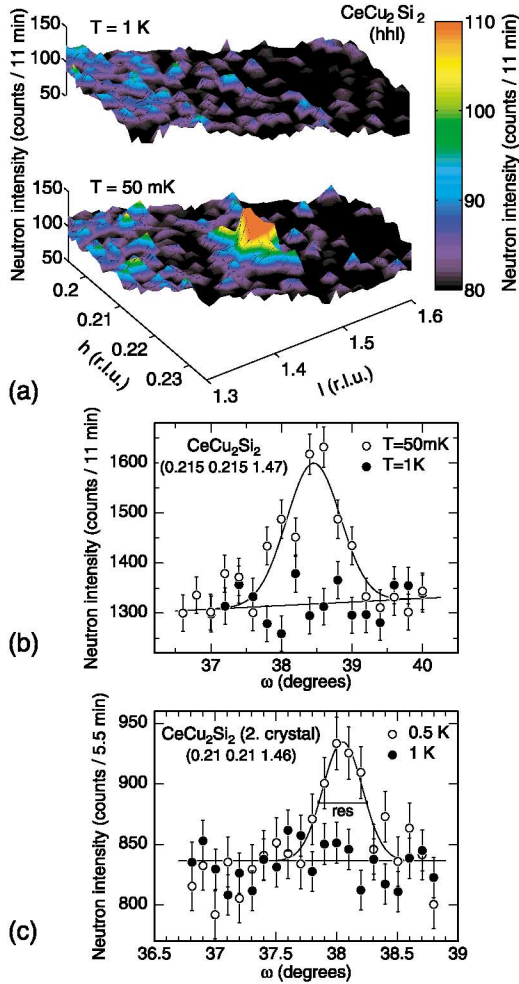 150
100
50
Neutron intensity (counts / 11 min)
T = 1 K
CeCu2Si2
(hhl)
110
100
90
80
Neutron intensity (counts / 11 min)
T = 50 mK
150
100
50
Neutron intensity (counts / 11 min)
0.2
0.21
0.22
0.23
h (r.l.u.)
1.3
1.4
1.5
1.6
l (r.l.u.)
(a)
CeCu2Si2
(0.215 0.215 1.47)
T=50mK
T=1K
1600
1500
1400
1300
Neutron intensity (counts / 11 min)
37 38 39 40
ω (degrees)
(b)
CeCu2Si2 (2. crystal)
(0.21 0.21 1.46)
0.5 K
1 K
res
950
900
850
800
Neutron intensity (counts / 5.5 min)
36.5 37 37.5 38 38.5 39
ω (degrees)
(c)